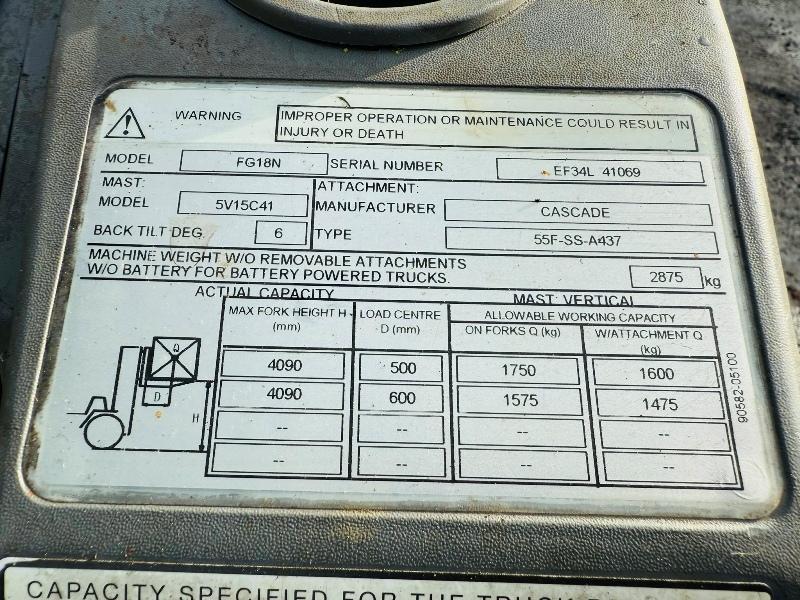 WARNING
IMPROPER OPERATION OR MAINTENANCE COULD RESULT IN
INJURY OR DEATH
MODEL FG18N SERIAL NUMBER EF34L 41069
MAST: ATTACHMENT:
MODEL 5V15C41 MANUFACTURER CASCADE
BACK TILT DEG. 6 TYPE 55F-SS-A437
MACHINE WEIGHT W/O REMOVABLE ATTACHMENTS
W/O BATTERY FOR BATTERY POWERED TRUCKS. 2875 kg
ACTUAL CAPACITY MAST: VERTICAL
MAX FORK HEIGHT H LOAD CENTRE ALLOWABLE WORKING CAPACITY
(mm) D (mm) ON FORKS Q (kg) W/ATTACHMENT Q
(kg)
4090 500 1750 1600
4090 600 1575 1475
-- -- -- --
-- -- -- --
Q
D
H
90582-05100
CAPACITY SPECIFIED FOR THE TRUCK